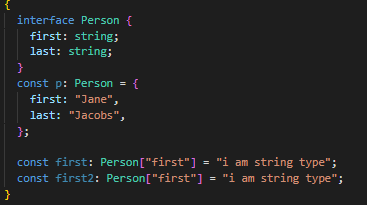 {
  interface Person {
    first: string;
    last: string;
  }
  const p: Person = {
    first: "Jane",
    last: "Jacobs",
  };

  const first: Person["first"] = "i am string type";
  const first2: Person["first"] = "i am string type";
}